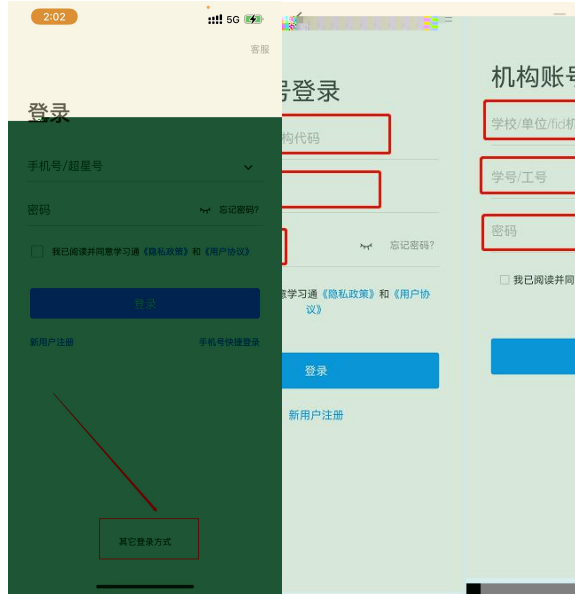 2:02
5G
客服
登录
手机号/超星号
密码
忘记密码?
我已阅读并同意学习通《隐私政策》和《用户协议》
登录
新用户注册
手机号快捷登录
其它登录方式
号登录
构代码
忘记密码?
意学习通《隐私政策》和《用户协
议》
登录
新用户注册
机构账号
学校/单位/fid机
学号/工号
密码
我已阅读并同